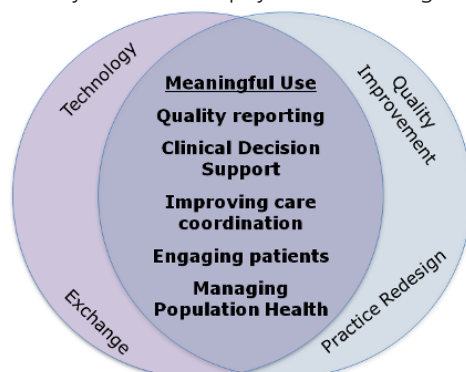 Technology
Meaningful Use
Quality reporting
Clinical Decision
Support
Improving care
coordination
Engaging patients
Managing
Population Health
Quality
Improvement
Exchange
Practice Redesign